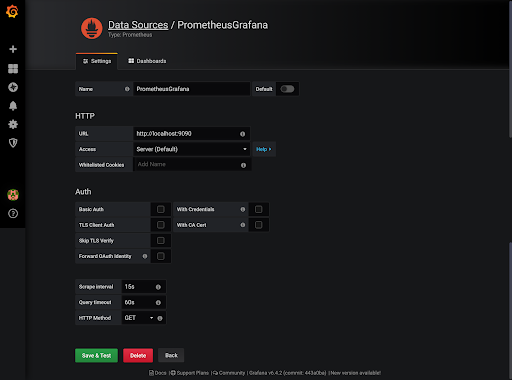 Data Sources / PrometheusGrafana
Type: Prometheus
Settings Dashboards
Name PrometheusGrafana Default
HTTP
URL http://localhost:9090
Access Server (Default) Help ›
Whitelisted Cookies Add Name
Auth
Basic Auth With Credentials
TLS Client Auth With CA Cert
Skip TLS Verify
Forward OAuth Identity
Scrape interval 15s
Query timeout 60s
HTTP Method GET
Save & Test Delete Back
Docs | Support Plans | Community | Grafana v6.4.2 (commit: 443a0ba) | New version available!